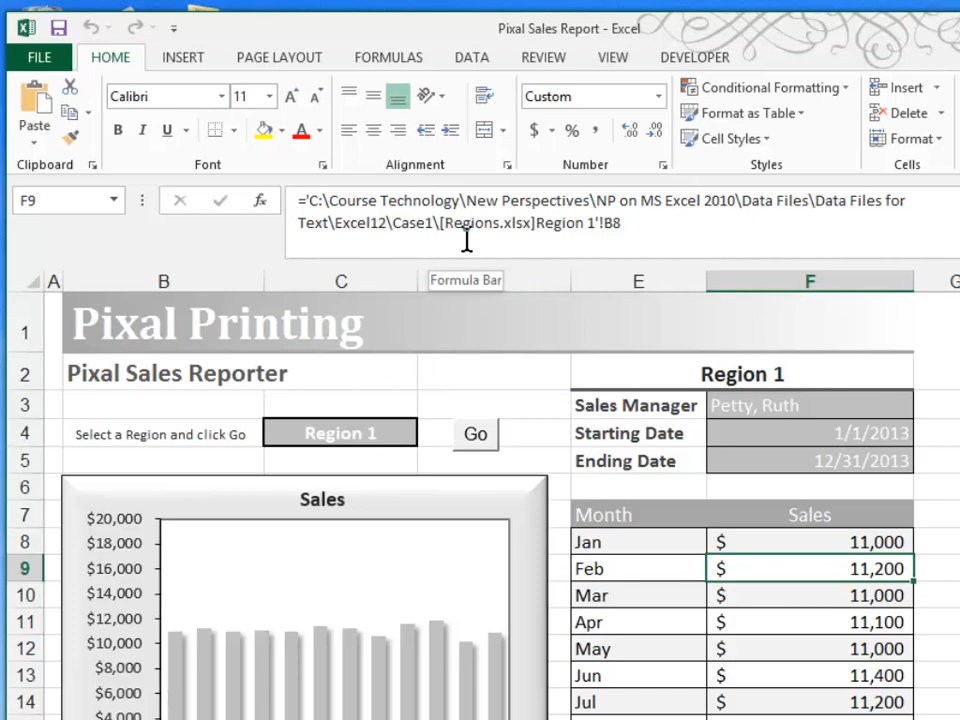 Pixal Sales Report - Excel
FILE HOME INSERT PAGE LAYOUT FORMULAS DATA REVIEW VIEW DEVELOPER
Calibri 11 Custom
Paste
B I U A $ % ,
Conditional Formatting
Format as Table
Cell Styles
Insert
Delete
Format
Clipboard Font Alignment Number Styles Cells
F9 fx ='C:\Course Technology\New Perspectives\NP on MS Excel 2010\Data Files\Data Files for
Text\Excel12\Case1\[Regions.xlsx]Region 1'!B8
Formula Bar
A B C E F G
1 Pixal Printing
2 Pixal Sales Reporter Region 1
3 Sales Manager Petty, Ruth
4 Select a Region and click Go Region 1 Go Starting Date 1/1/2013
5 Ending Date 12/31/2013
6
Sales
7 Month Sales
8 Jan $ 11,000
9 Feb $ 11,200
10 Mar $ 11,000
11 Apr $ 11,100
12 May $ 11,000
13 Jun $ 11,400
14 Jul $ 11,200
$20,000
$18,000
$16,000
$14,000
$12,000
$10,000
$8,000
$6,000
$4,000